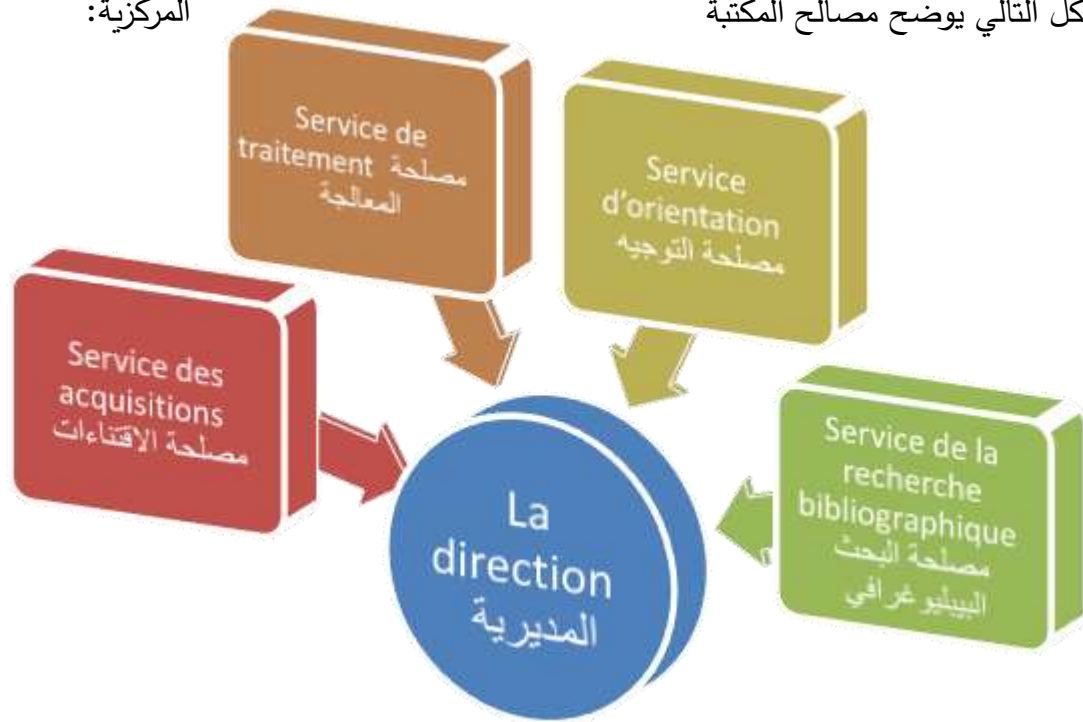 كل التالي يوضح مصالح المكتبة المركزية:
Service de
traitement مصلحة
المعالجة
Service
d'orientation
مصلحة التوجيه
Service des
acquisitions
مصلحة الاقتناءات
Service de la
recherche
bibliographique
مصلحة البحث
البيبليوغرافي
La
direction
المديرية